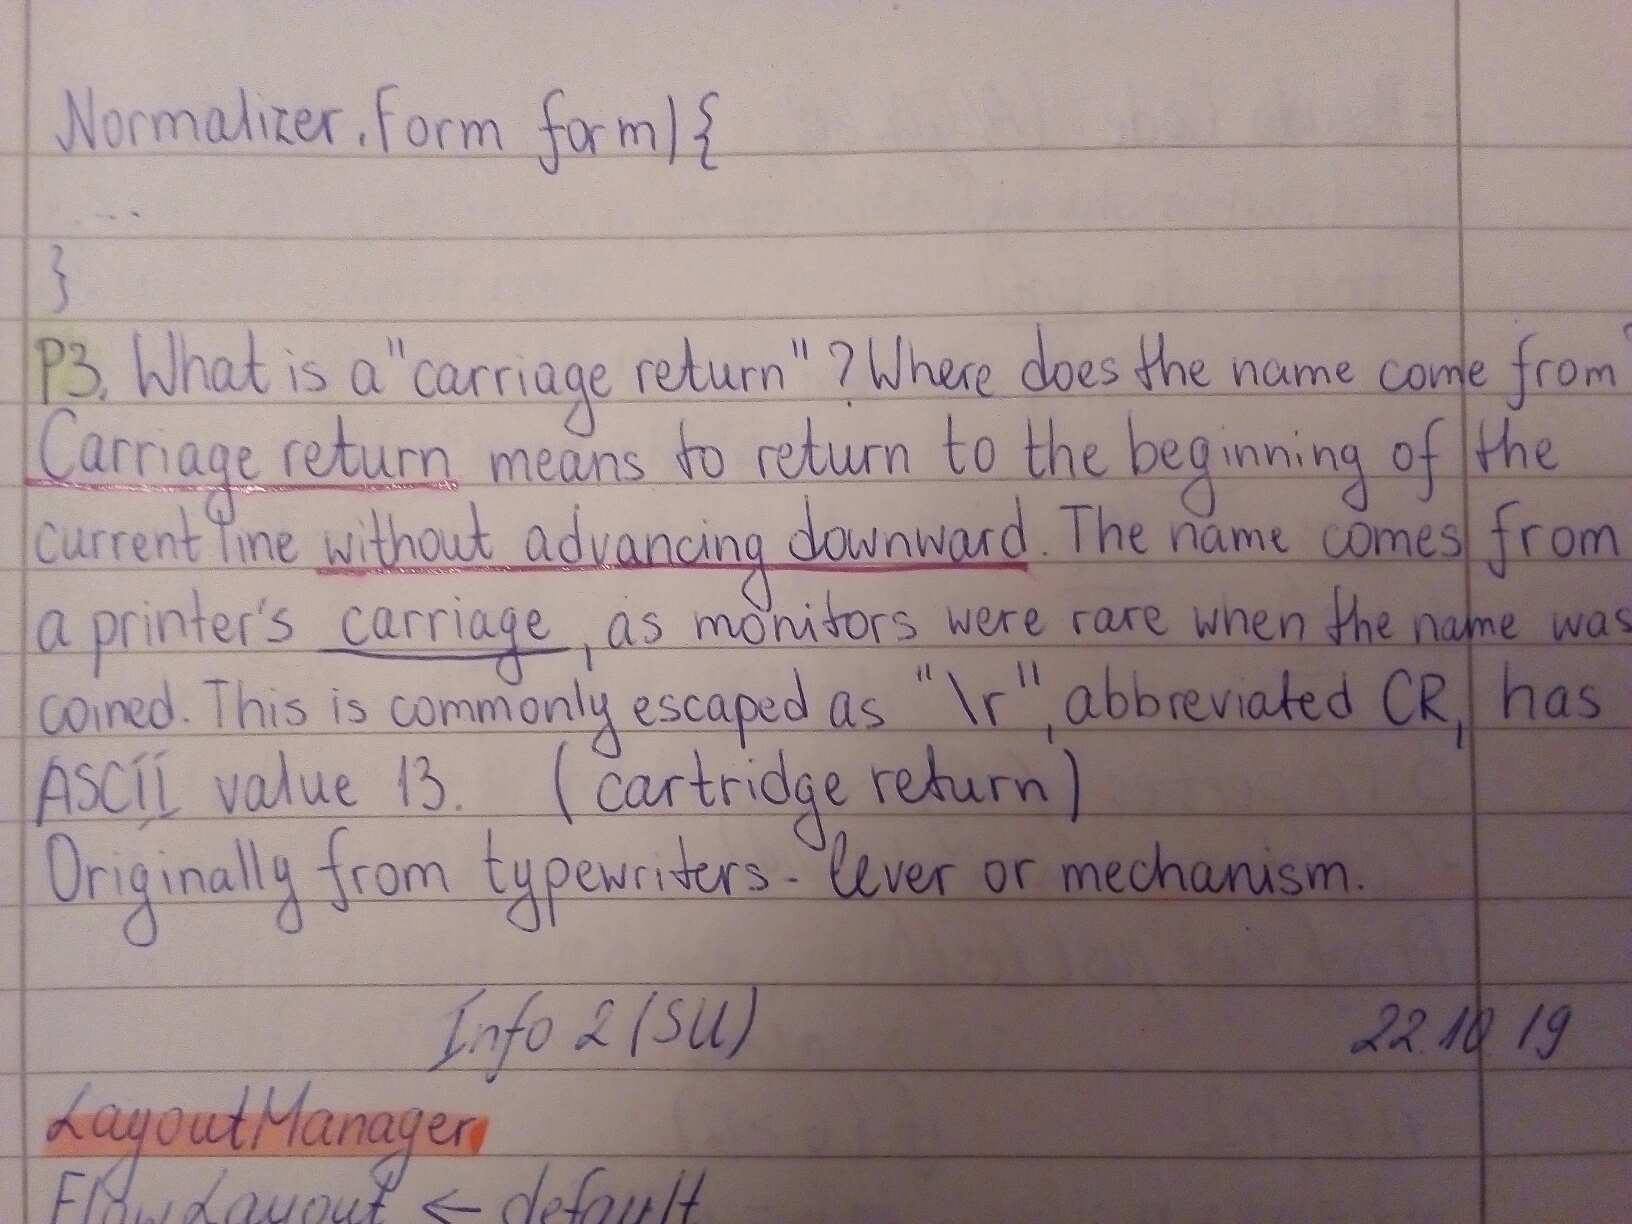 Normalizer.Form form){
...
}
P3. What is a "carriage return"? Where does the name come from?
Carriage return means to return to the beginning of the
current line without advancing downward. The name comes from
a printer's carriage, as monitors were rare when the name was
coined. This is commonly escaped as "\r", abbreviated CR, has
ASCII value 13. (cartridge return)
Originally from typewriters - lever or mechanism.
Info 2 (SU) 22.10 19
LayoutManager
FlowLayout ← default